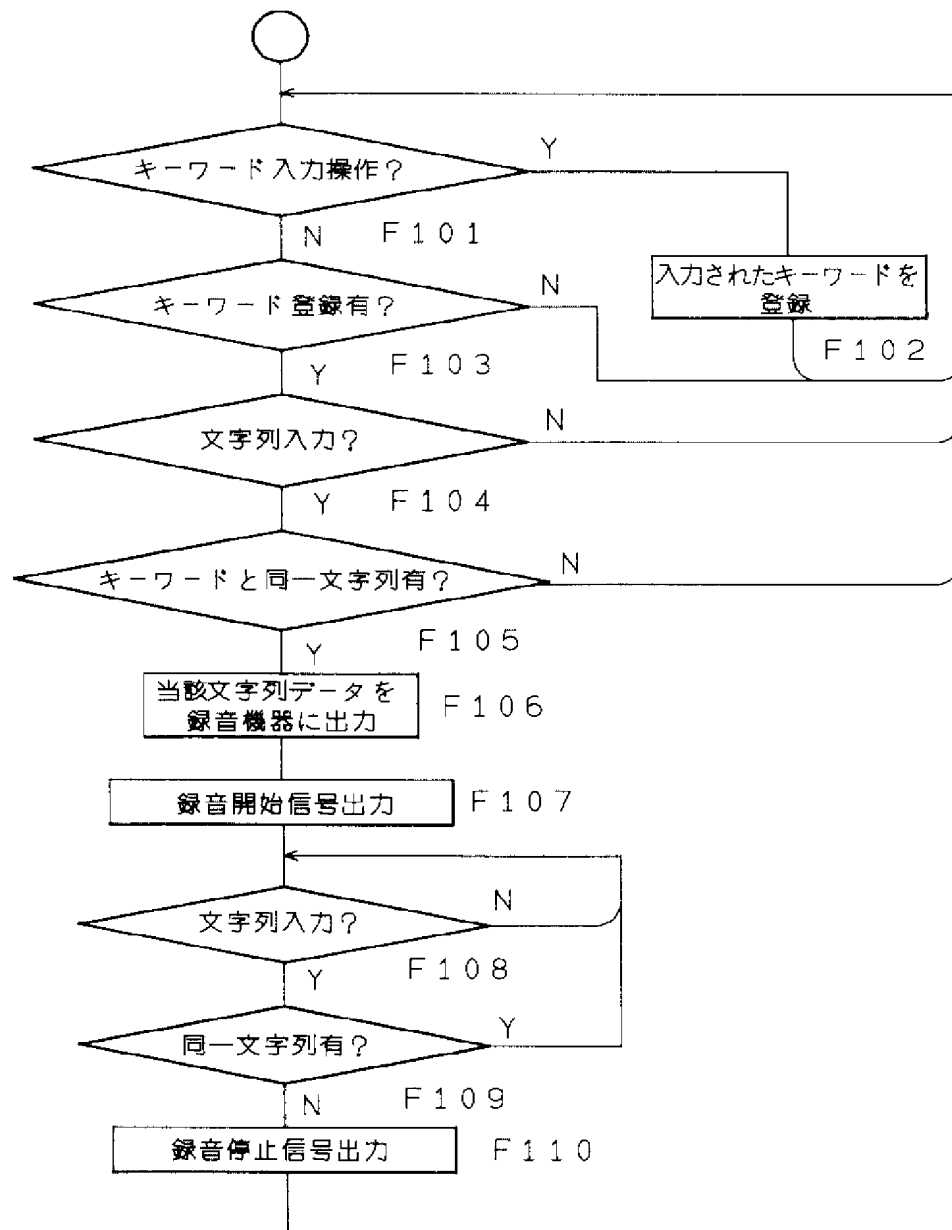 キーワード入力操作？
Y
N
F101
入力されたキーワードを
登録
F102
キーワード登録有？
N
Y
F103
文字列入力？
N
Y
F104
キーワードと同一文字列有？
N
Y
F105
当該文字列データを
録音機器に出力
F106
録音開始信号出力
F107
文字列入力？
N
Y
F108
同一文字列有？
Y
N
F109
録音停止信号出力
F110